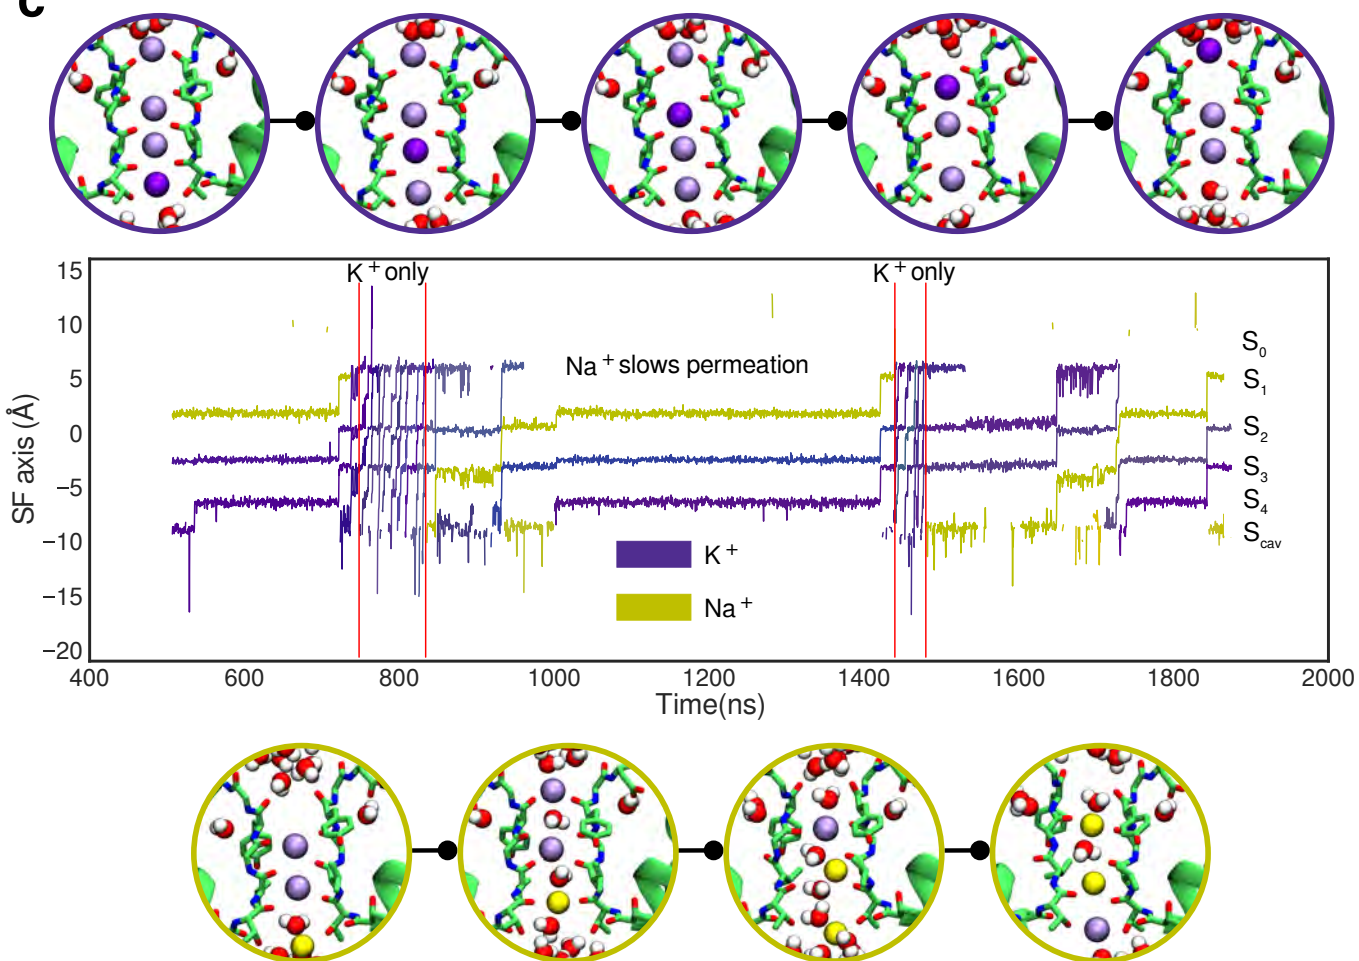 c
K+ only
K+ only
15
10
5
0
−5
−10
−15
−20
SF axis (Å)
Na+ slows permeation
S0
S1
S2
S3
S4
Scav
K+
Na+
400 600 800 1000 1200 1400 1600 1800 2000
Time(ns)